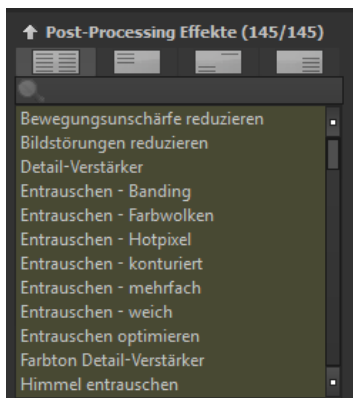 Post-Processing Effekte (145/145)
Bewegungsunschärfe reduzieren
Bildstörungen reduzieren
Detail-Verstärker
Entrauschen - Banding
Entrauschen - Farbwolken
Entrauschen - Hotpixel
Entrauschen - konturiert
Entrauschen - mehrfach
Entrauschen - weich
Entrauschen optimieren
Farbton Detail-Verstärker
Himmel entrauschen